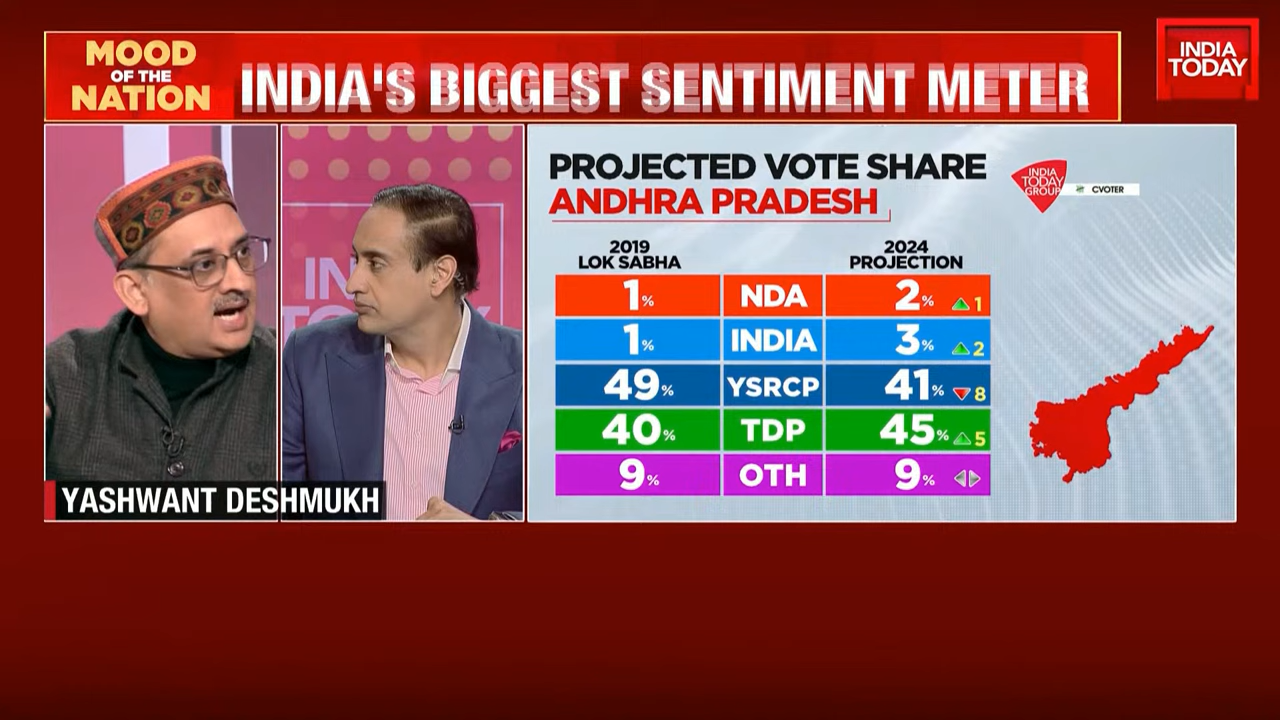 MOOD
OF THE
NATION
INDIA'S BIGGEST SENTIMENT METER
INDIA
TODAY
PROJECTED VOTE SHARE
ANDHRA PRADESH
INDIA
TODAY
GROUP
CVOTER
2019
LOK SABHA
2024
PROJECTION
1% NDA 2% ▲1
1% INDIA 3% ▲2
49% YSRCP 41% ▼8
40% TDP 45% ▲5
9% OTH 9% ◀▶
IN
TO
YASHWANT DESHMUKH